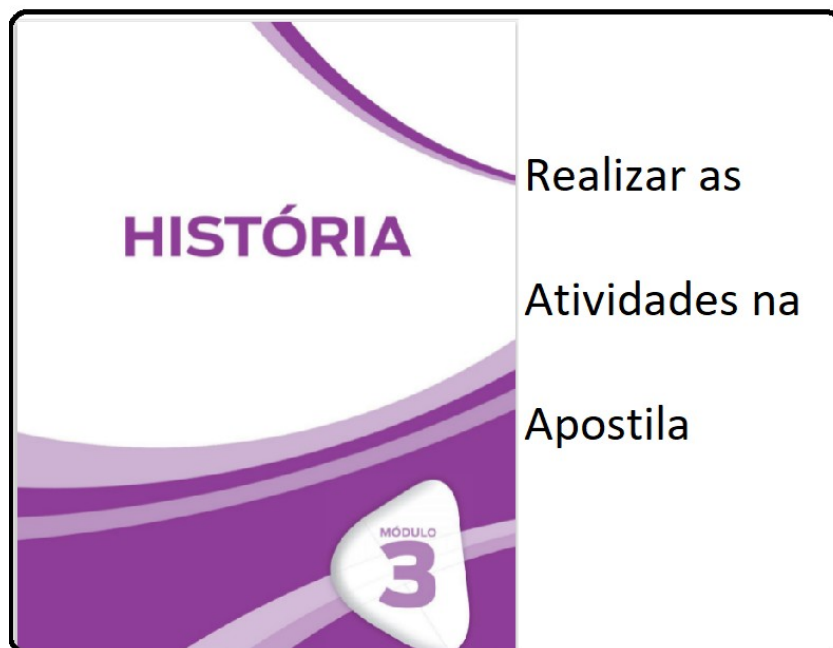 HISTÓRIA
MÓDULO
3
Realizar as
Atividades na
Apostila